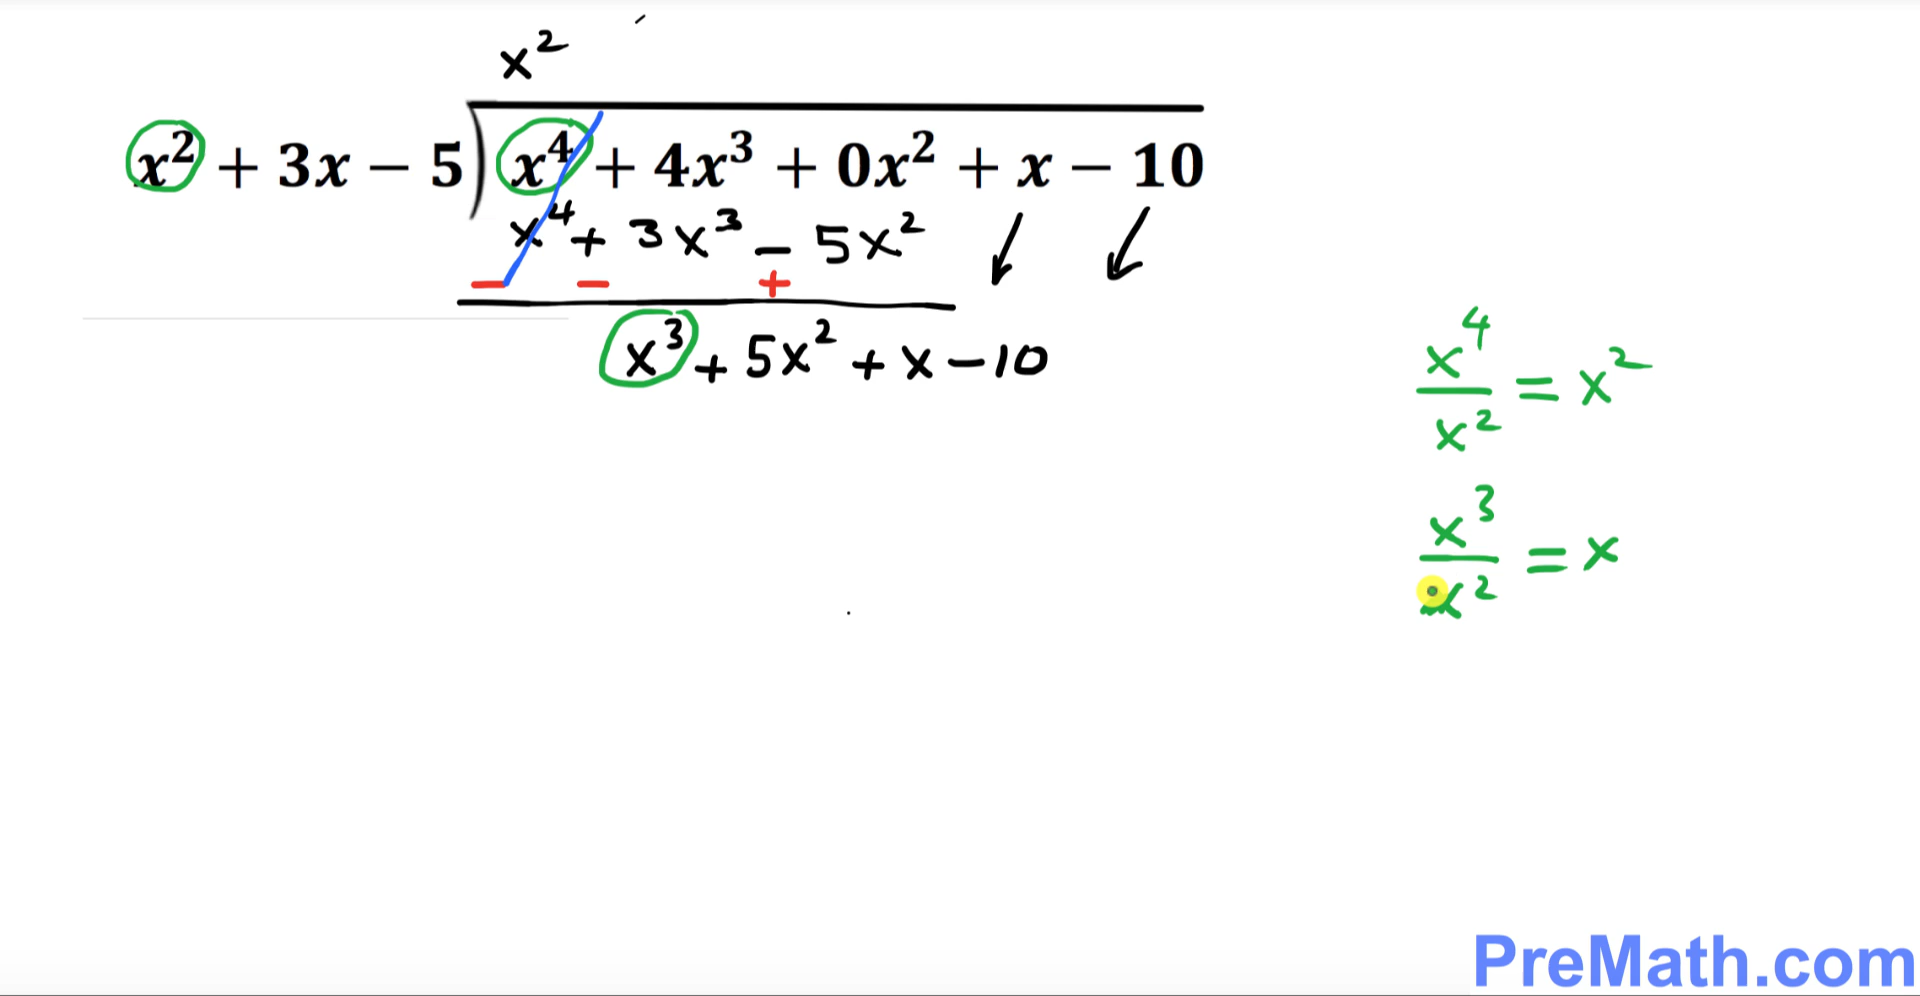 x²
x² + 3x − 5 ) x⁴ + 4x³ + 0x² + x − 10
x⁴ + 3x³ − 5x²
− − +
x³ + 5x² + x − 10
x⁴/x² = x²
x³/x² = x
PreMath.com